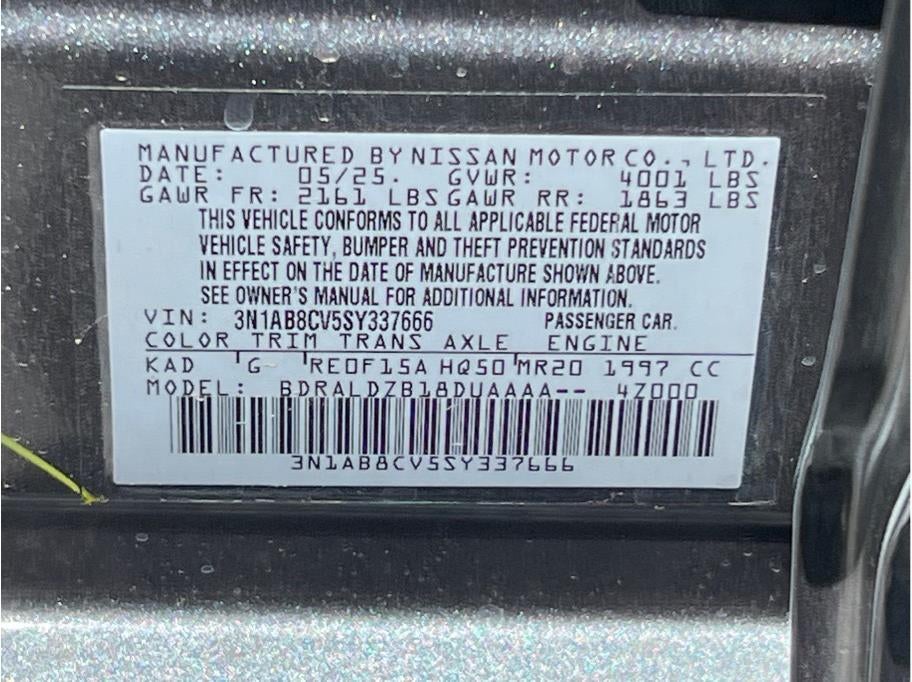 MANUFACTURED BY NISSAN MOTOR CO., LTD.
DATE: 05/25. GVWR: 4001 LBS
GAWR FR: 2161 LBS GAWR RR: 1863 LBS
THIS VEHICLE CONFORMS TO ALL APPLICABLE FEDERAL MOTOR
VEHICLE SAFETY, BUMPER AND THEFT PREVENTION STANDARDS
IN EFFECT ON THE DATE OF MANUFACTURE SHOWN ABOVE.
SEE OWNER'S MANUAL FOR ADDITIONAL INFORMATION.
VIN: 3N1AB8CV5SY337666 PASSENGER CAR.
COLOR TRIM TRANS AXLE ENGINE
KAD G RE0F15A HQ50 MR20 1997 CC
MODEL: BDRALDZB18DUAAAA-- 4Z000
3N1AB8CV5SY337666